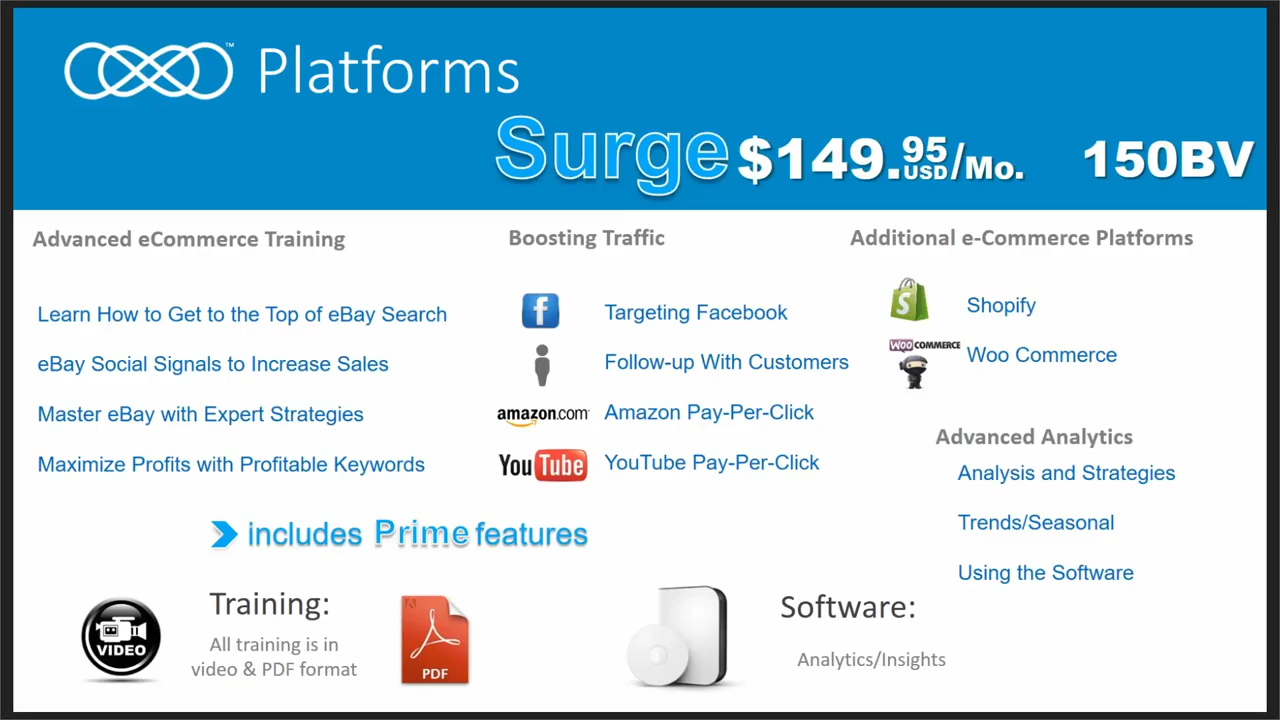 Platforms
™
Surge $149.95 USD/Mo. 150BV
Advanced eCommerce Training
Learn How to Get to the Top of eBay Search
eBay Social Signals to Increase Sales
Master eBay with Expert Strategies
Maximize Profits with Profitable Keywords
Boosting Traffic
f Targeting Facebook
Follow-up With Customers
amazon.com Amazon Pay-Per-Click
YouTube YouTube Pay-Per-Click
Additional e-Commerce Platforms
S Shopify
WOO COMMERCE Woo Commerce
Advanced Analytics
Analysis and Strategies
Trends/Seasonal
Using the Software
includes Prime features
VIDEO
Training:
All training is in
video & PDF format
PDF
Software:
Analytics/Insights